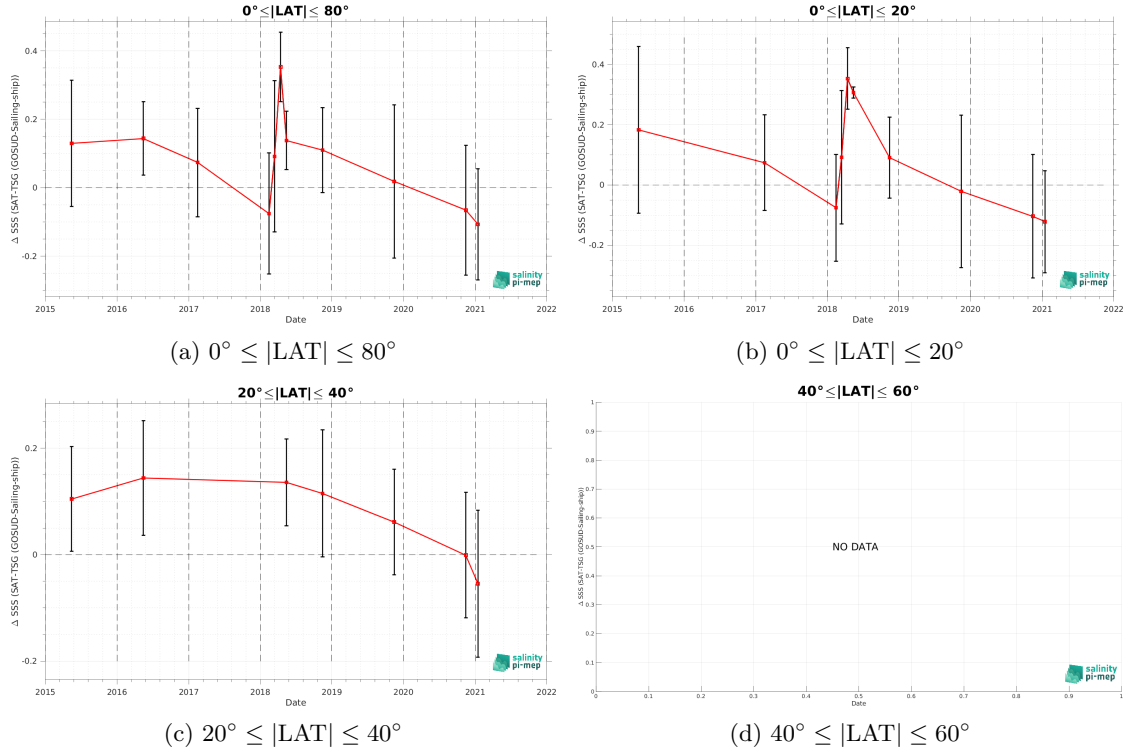 0°≤|LAT|≤ 80°
Δ SSS (SAT-TSG (GOSUD-Sailing-ship))
0.4
0.2
0
-0.2
2015 2016 2017 2018 2019 2020 2021 2022
Date
salinity
pi-mep
(a) 0° ≤ |LAT| ≤ 80°
0°≤|LAT|≤ 20°
Δ SSS (SAT-TSG (GOSUD-Sailing-ship))
0.4
0.2
0
-0.2
2015 2016 2017 2018 2019 2020 2021 2022
Date
salinity
pi-mep
(b) 0° ≤ |LAT| ≤ 20°
20°≤|LAT|≤ 40°
Δ SSS (SAT-TSG (GOSUD-Sailing-ship))
0.2
0
-0.2
2015 2016 2017 2018 2019 2020 2021 2022
Date
salinity
pi-mep
(c) 20° ≤ |LAT| ≤ 40°
40°≤|LAT|≤ 60°
Δ SSS (SAT-TSG (GOSUD-Sailing-ship))
1
0.9
0.8
0.7
0.6
0.5
0.4
0.3
0.2
0.1
0
NO DATA
0 0.1 0.2 0.3 0.4 0.5 0.6 0.7 0.8 0.9 1
Date
salinity
pi-mep
(d) 40° ≤ |LAT| ≤ 60°